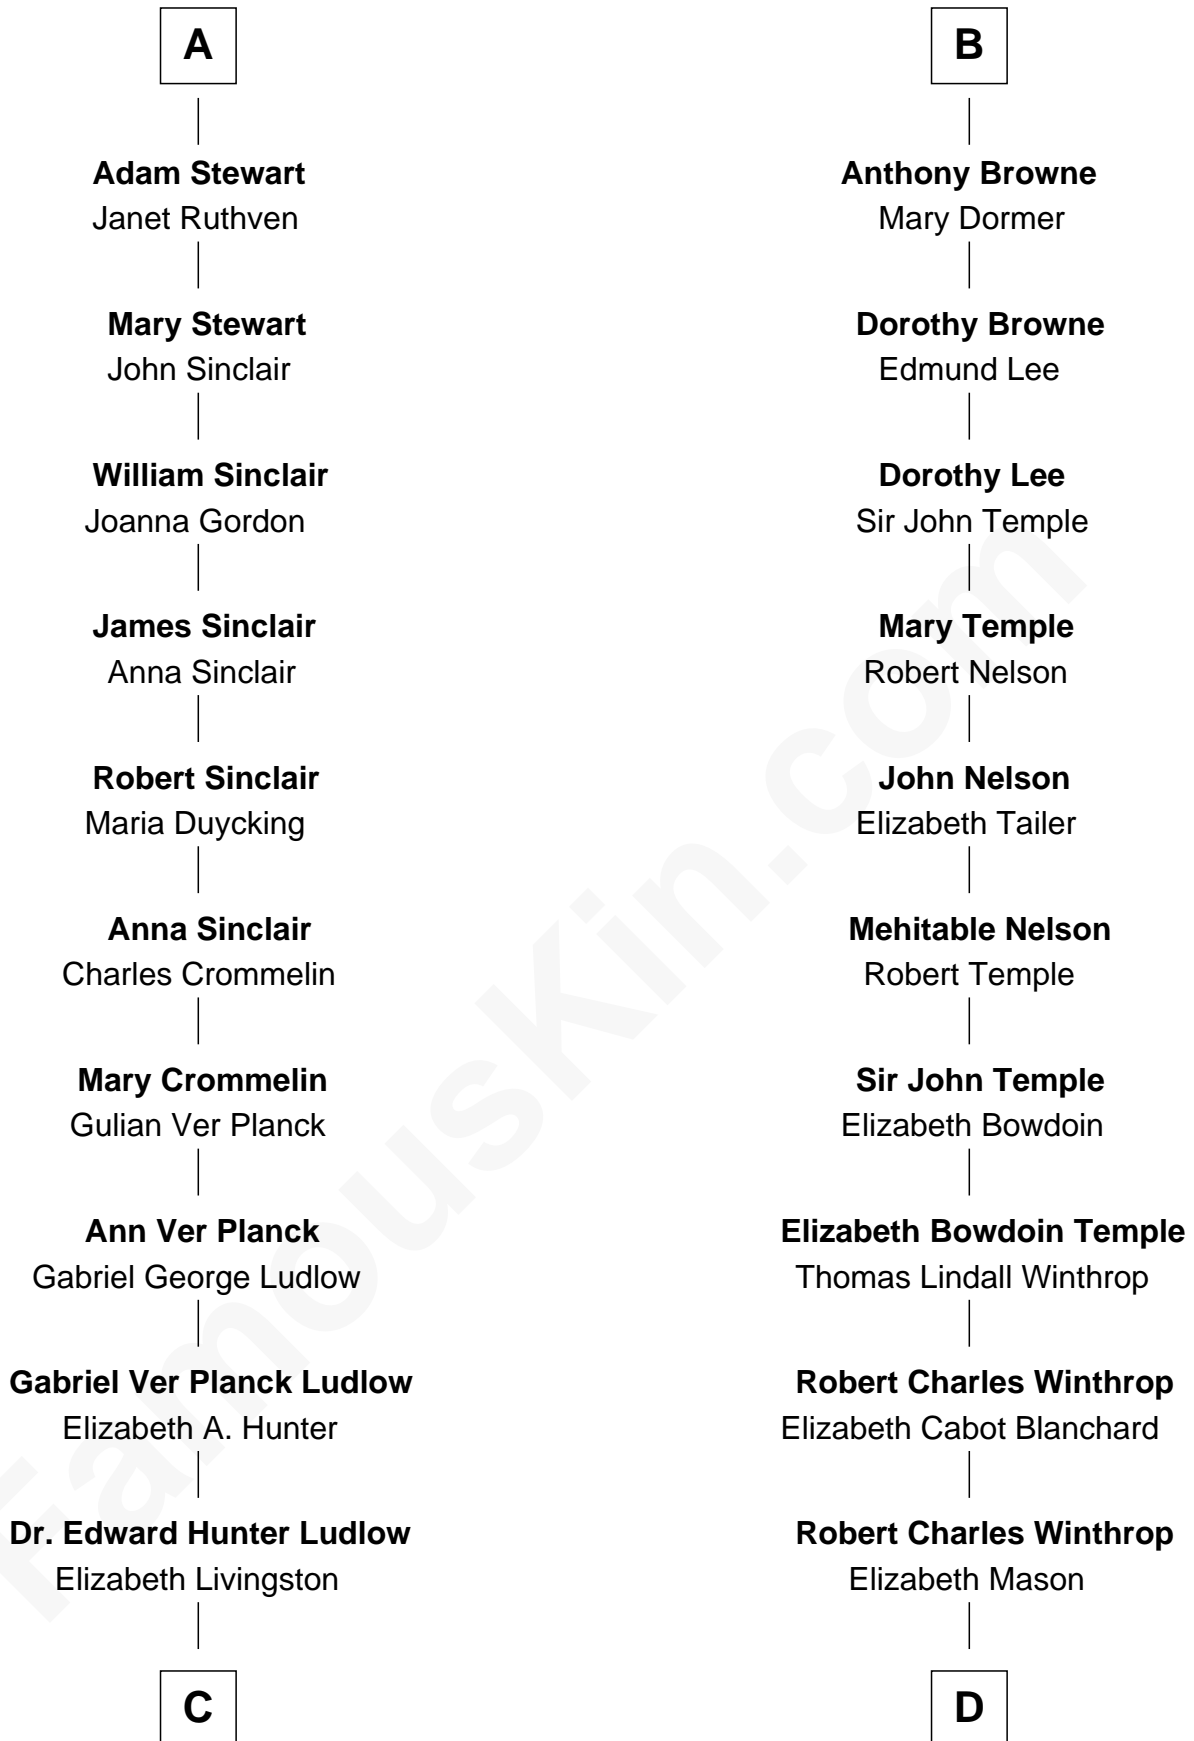 A
Adam Stewart
Janet Ruthven
Mary Stewart
John Sinclair
William Sinclair
Joanna Gordon
James Sinclair
Anna Sinclair
Robert Sinclair
Maria Duycking
Anna Sinclair
Charles Crommelin
Mary Crommelin
Gulian Ver Planck
Ann Ver Planck
Gabriel George Ludlow
Gabriel Ver Planck Ludlow
Elizabeth A. Hunter
Dr. Edward Hunter Ludlow
Elizabeth Livingston
C
B
Anthony Browne
Mary Dormer
Dorothy Browne
Edmund Lee
Dorothy Lee
Sir John Temple
Mary Temple
Robert Nelson
John Nelson
Elizabeth Tailer
Mehitable Nelson
Robert Temple
Sir John Temple
Elizabeth Bowdoin
Elizabeth Bowdoin Temple
Thomas Lindall Winthrop
Robert Charles Winthrop
Elizabeth Cabot Blanchard
Robert Charles Winthrop
Elizabeth Mason
D
FamousKin.com